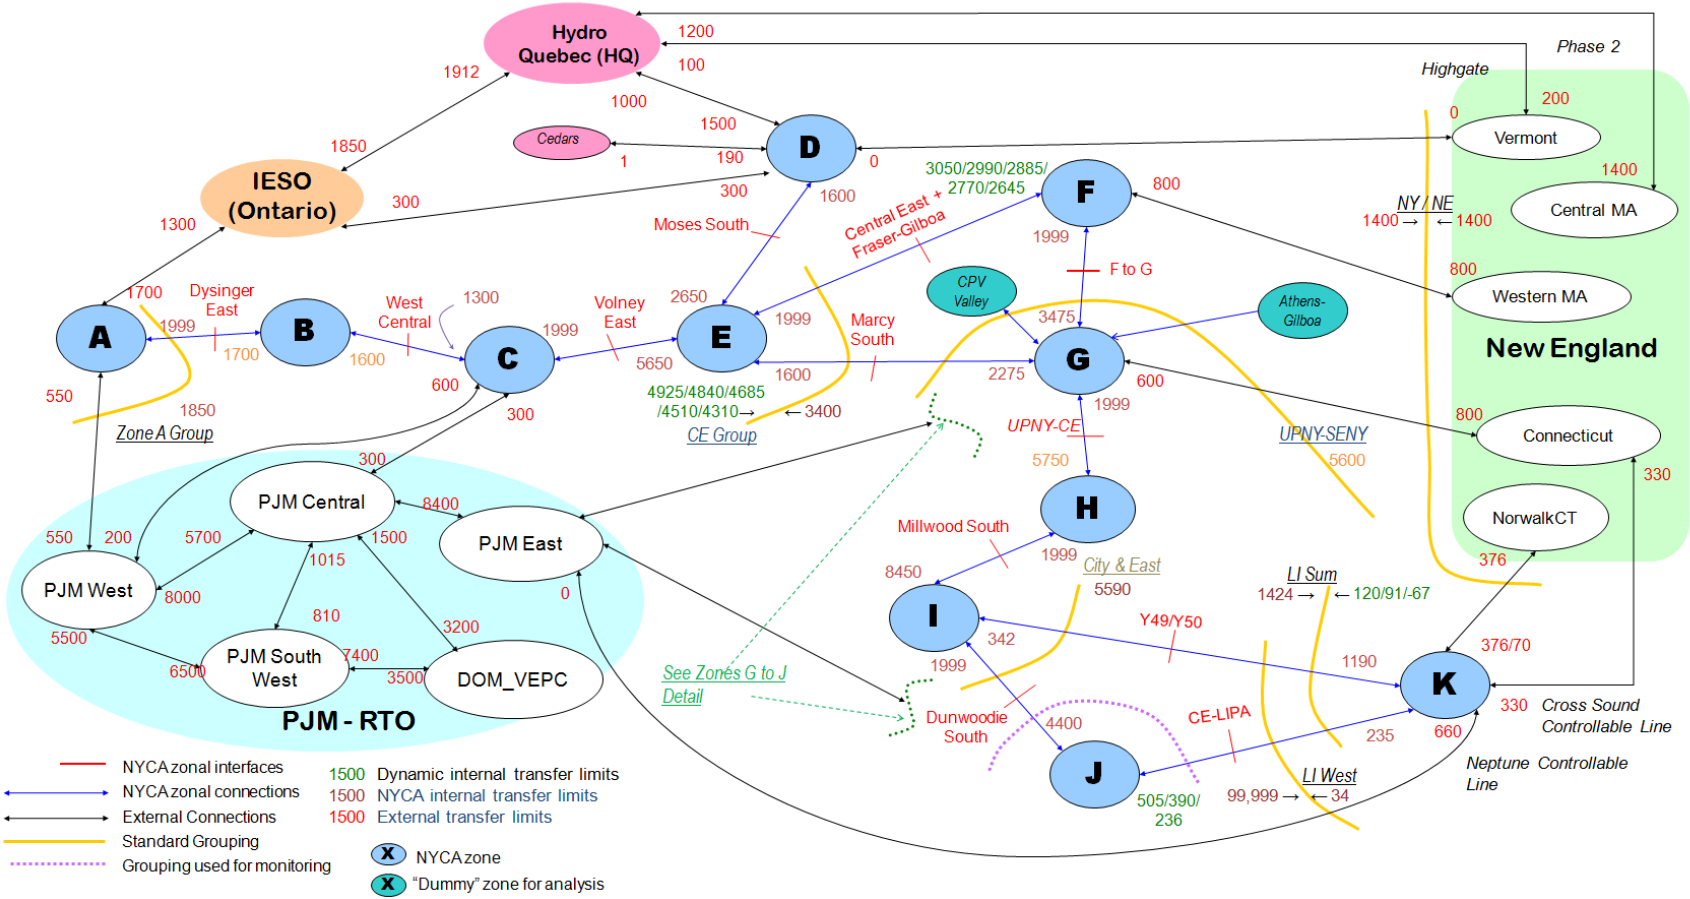 Hydro
Quebec (HQ)
1200
100
1912
1000
1500
Phase 2
Highgate
0
200
Vermont
1400
Central MA
NY / NE
1400→ ←1400
800
Western MA
New England
800
Connecticut
330
NorwalkCT
376
Cedars
1
190
D
0
300
1600
1850
IESO
(Ontario)
300
1300
Moses South
3050/2990/2885/
2770/2645
F
800
Central East +
Fraser-Gilboa
1999
F to G
CPV
Valley
Athens-
Gilboa
1700
Dysinger
East
A
1999
1700
B
West
Central
1300
1600
C
1999
600
300
Volney
East
2650
E
1999
5650
1600
Marcy
South
3475
G
2275
600
1999
4925/4840/4685
/4510/4310→ ←3400
CE Group
550
1850
Zone A Group
UPNY-CE
5750
UPNY-SENY
5600
H
Millwood South
1999
8450
City & East
5590
I
342
1999
Y49/Y50
LI Sum
1424 → ← 120/91/-67
1190
K
376/70
330
Cross Sound
Controllable Line
660
Neptune Controllable
Line
235
CE-LIPA
LI West
99,999 → ← 34
Dunwoodie
South
4400
J
505/390/
236
See Zones G to J
Detail
300
PJM Central
8400
PJM East
0
550
200
5700
1500
1015
PJM West
8000
5500
810
3200
PJM South
West
6500
7400
3500
DOM_VEPC
PJM - RTO
NYCA zonal interfaces
NYCA zonal connections
External Connections
Standard Grouping
Grouping used for monitoring
1500 Dynamic internal transfer limits
1500 NYCA internal transfer limits
1500 External transfer limits
X NYCA zone
X "Dummy" zone for analysis